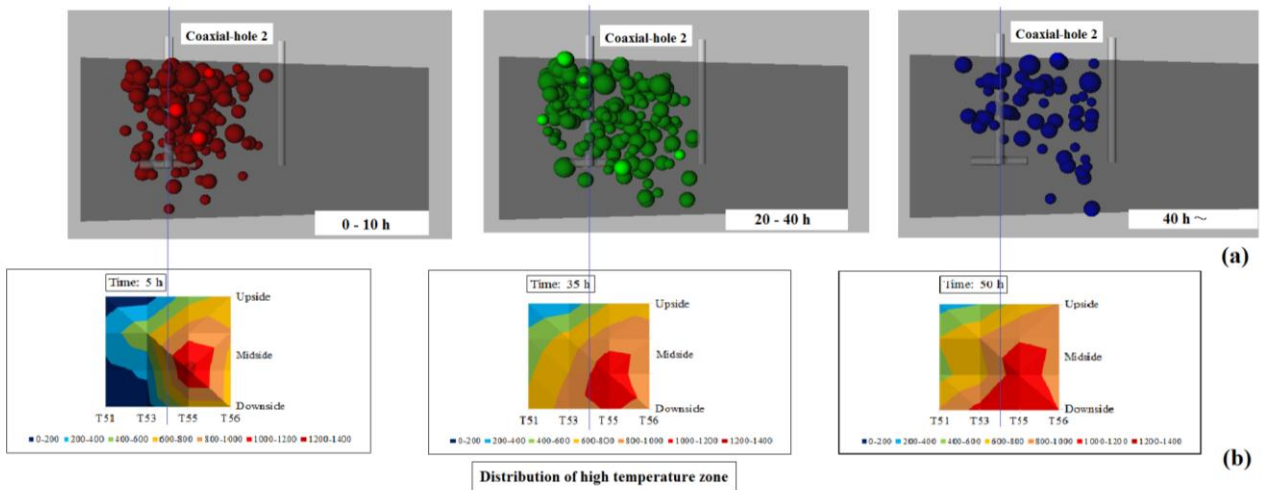 Coaxial-hole 2
0 - 10 h
Coaxial-hole 2
20 - 40 h
Coaxial-hole 2
40 h ～
(a)
Time: 5 h
Upside
Midside
Downside
T51 T53 T55 T56
0-200 200-400 400-600 600-800 800-1000 1000-1200 1200-1400
Time: 35 h
Upside
Midside
Downside
T51 T53 T55 T56
0-200 200-400 400-600 600-800 800-1000 1000-1200 1200-1400
Time: 50 h
Upside
Midside
Downside
T51 T53 T55 T56
0-200 200-400 400-600 600-800 800-1000 1000-1200 1200-1400
(b)
Distribution of high temperature zone